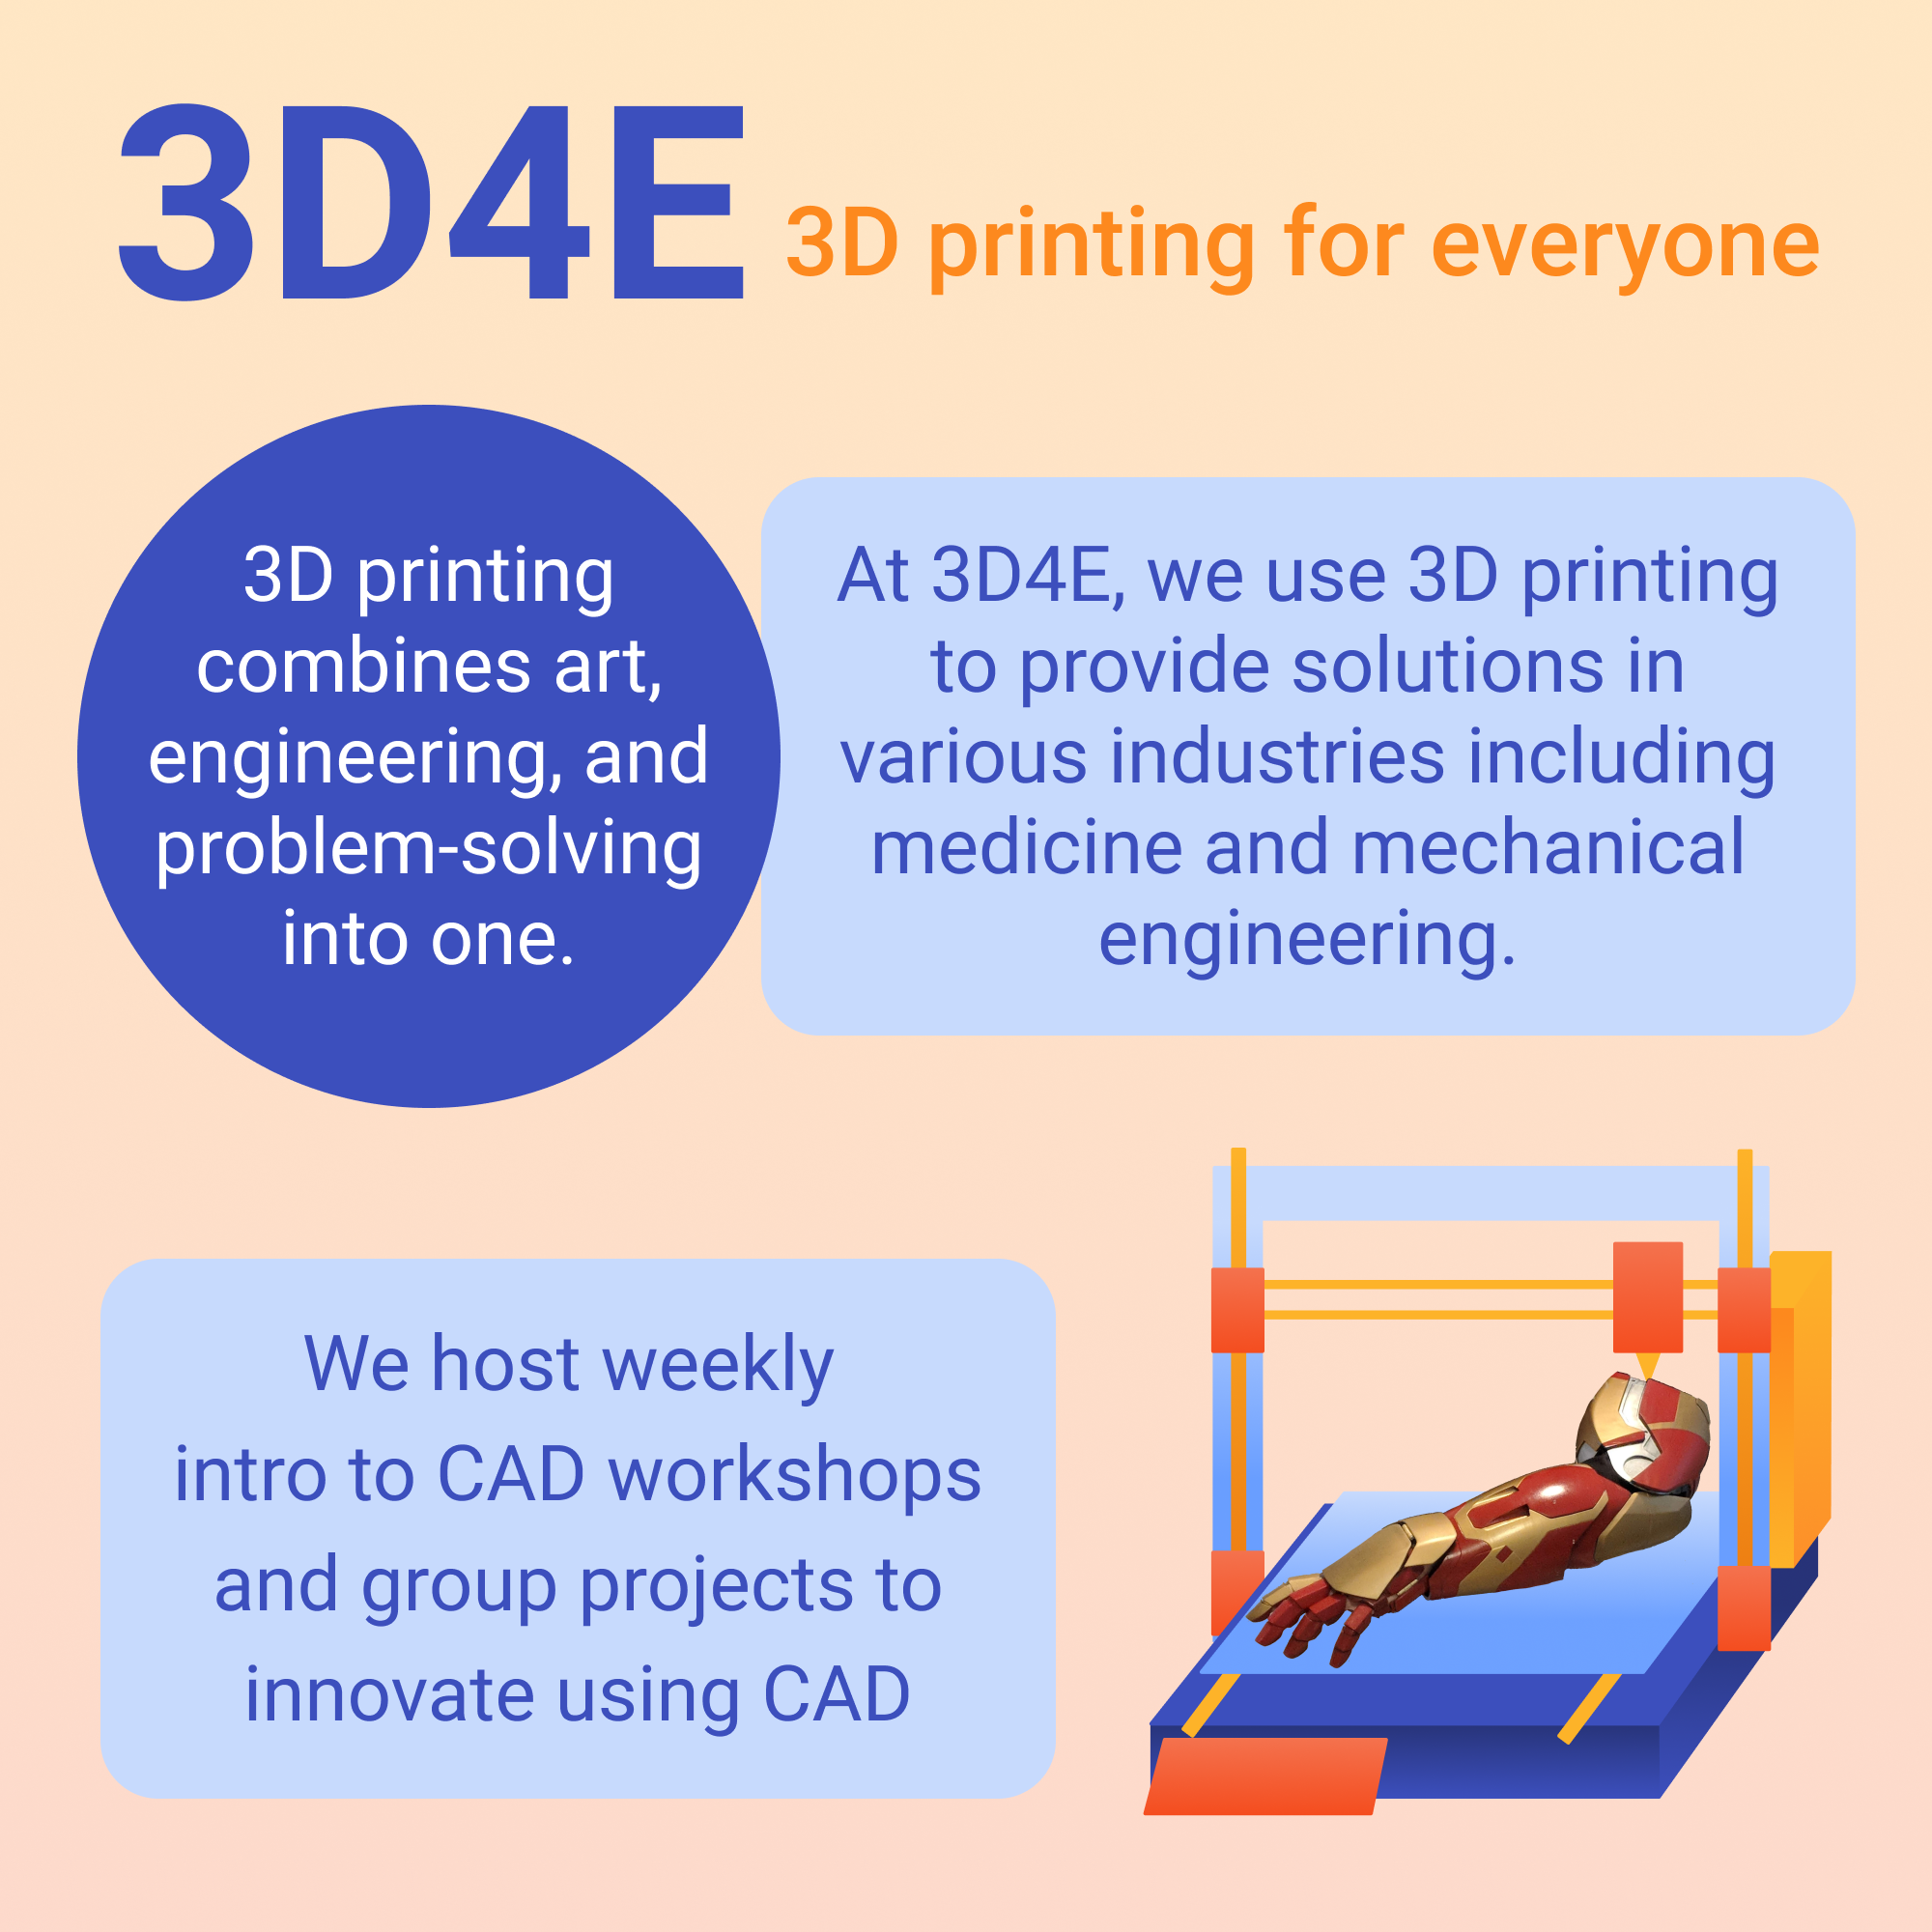 3D4E
3D printing for everyone
3D printing
combines art,
engineering, and
problem-solving
into one.
At 3D4E, we use 3D printing
to provide solutions in
various industries including
medicine and mechanical
engineering.
We host weekly
intro to CAD workshops
and group projects to
innovate using CAD